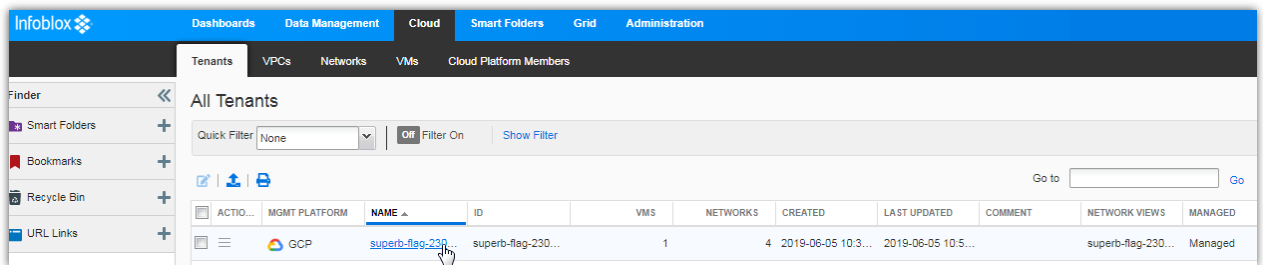 Infoblox Dashboards Data Management Cloud Smart Folders Grid Administration
Tenants VPCs Networks VMs Cloud Platform Members
Finder
Smart Folders
Bookmarks
Recycle Bin
URL Links
All Tenants
Quick Filter None Off Filter On Show Filter
Go to Go
ACTIO... MGMT PLATFORM NAME ID VMS NETWORKS CREATED LAST UPDATED COMMENT NETWORK VIEWS MANAGED
GCP superb-flag-230... superb-flag-230... 1 4 2019-06-05 10:3... 2019-06-05 10:5... superb-flag-230... Managed